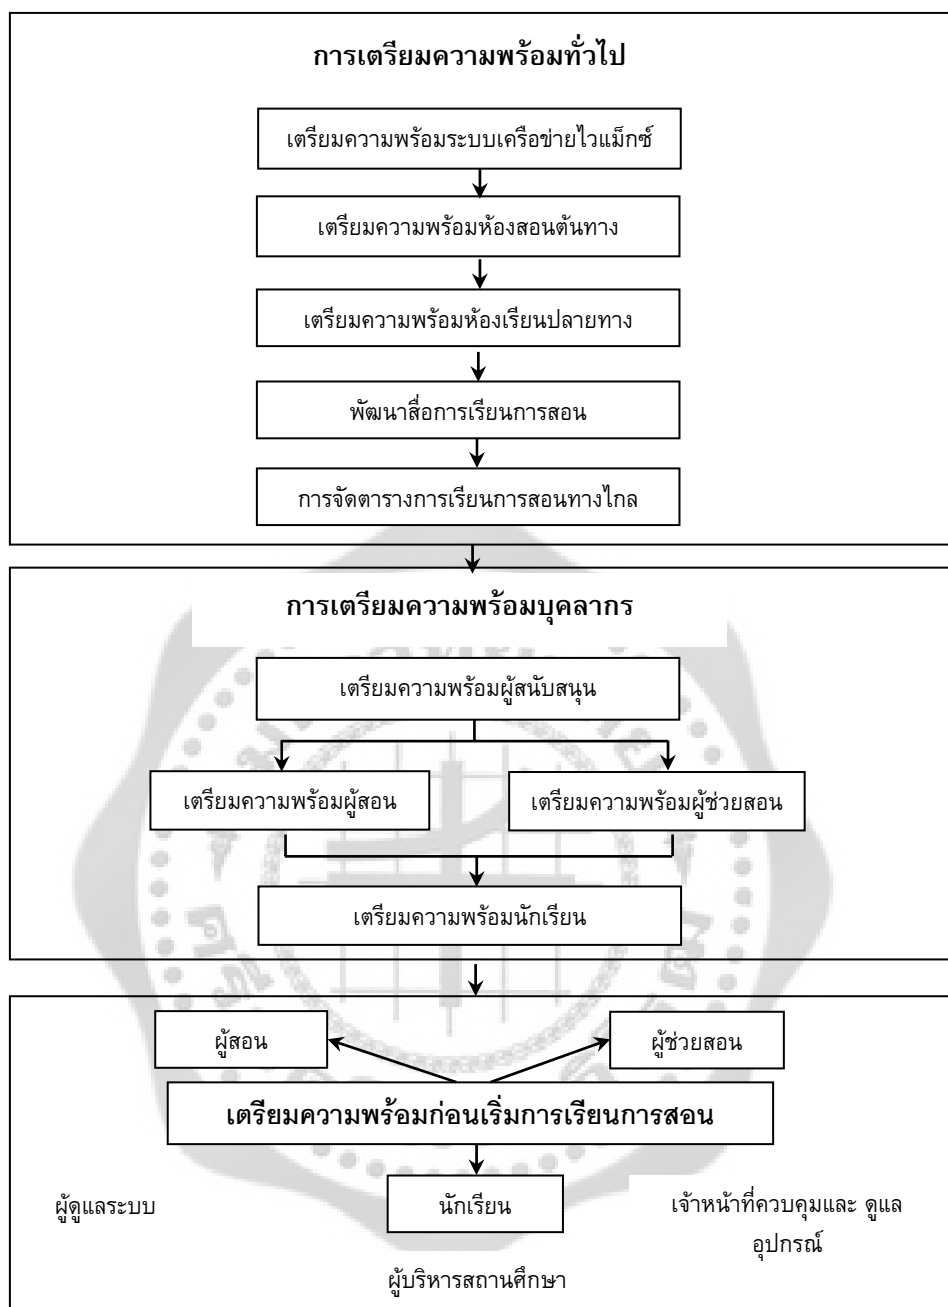 การเตรียมความพร้อมทั่วไป
เตรียมความพร้อมระบบเครือข่ายไวแม็กซ์
เตรียมความพร้อมห้องสอนต้นทาง
เตรียมความพร้อมห้องเรียนปลายทาง
พัฒนาสื่อการเรียนการสอน
การจัดตารางการเรียนการสอนทางไกล
การเตรียมความพร้อมบุคลากร
เตรียมความพร้อมผู้สนับสนุน
เตรียมความพร้อมผู้สอน
เตรียมความพร้อมผู้ช่วยสอน
เตรียมความพร้อมนักเรียน
ผู้สอน
ผู้ช่วยสอน
เตรียมความพร้อมก่อนเริ่มการเรียนการสอน
ผู้ดูแลระบบ
นักเรียน
เจ้าหน้าที่ควบคุมและ ดูแล
อุปกรณ์
ผู้บริหารสถานศึกษา